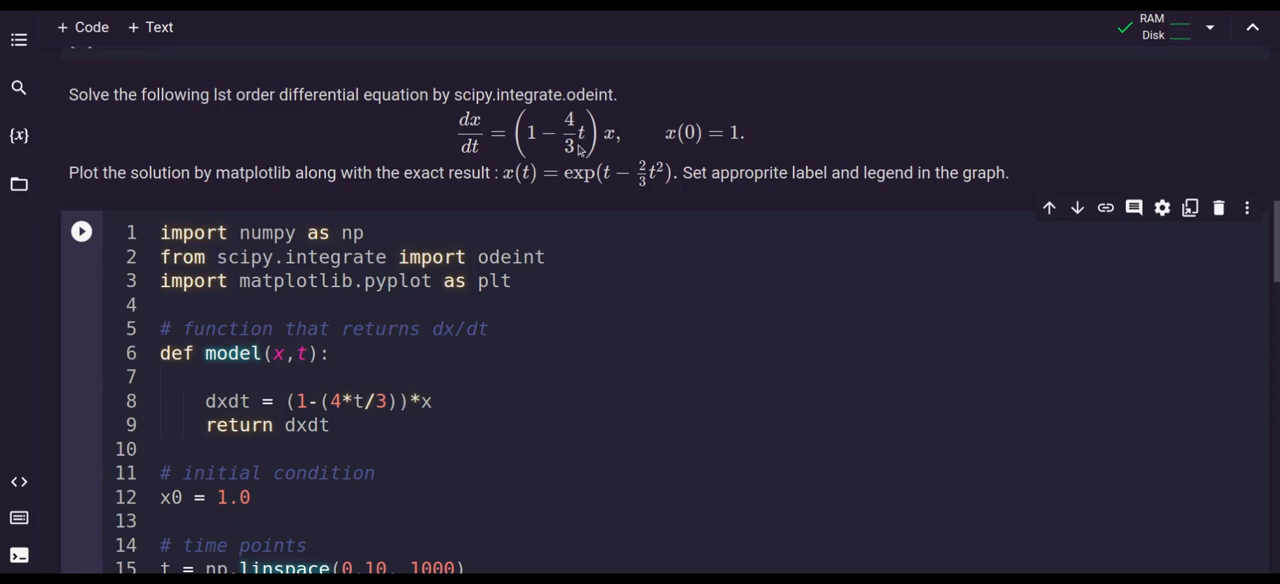 + Code + Text
RAM
Disk
Solve the following Ist order differential equation by scipy.integrate.odeint.
dx/dt = (1 − 4/3 t) x, x(0) = 1.
Plot the solution by matplotlib along with the exact result : x(t) = exp(t − 2/3 t²). Set approprite label and legend in the graph.
{x}
1 import numpy as np
2 from scipy.integrate import odeint
3 import matplotlib.pyplot as plt
4
5 # function that returns dx/dt
6 def model(x,t):
7
8 dxdt = (1-(4*t/3))*x
9 return dxdt
10
11 # initial condition
12 x0 = 1.0
13
14 # time points
15 t = np.linspace(0,10, 1000)